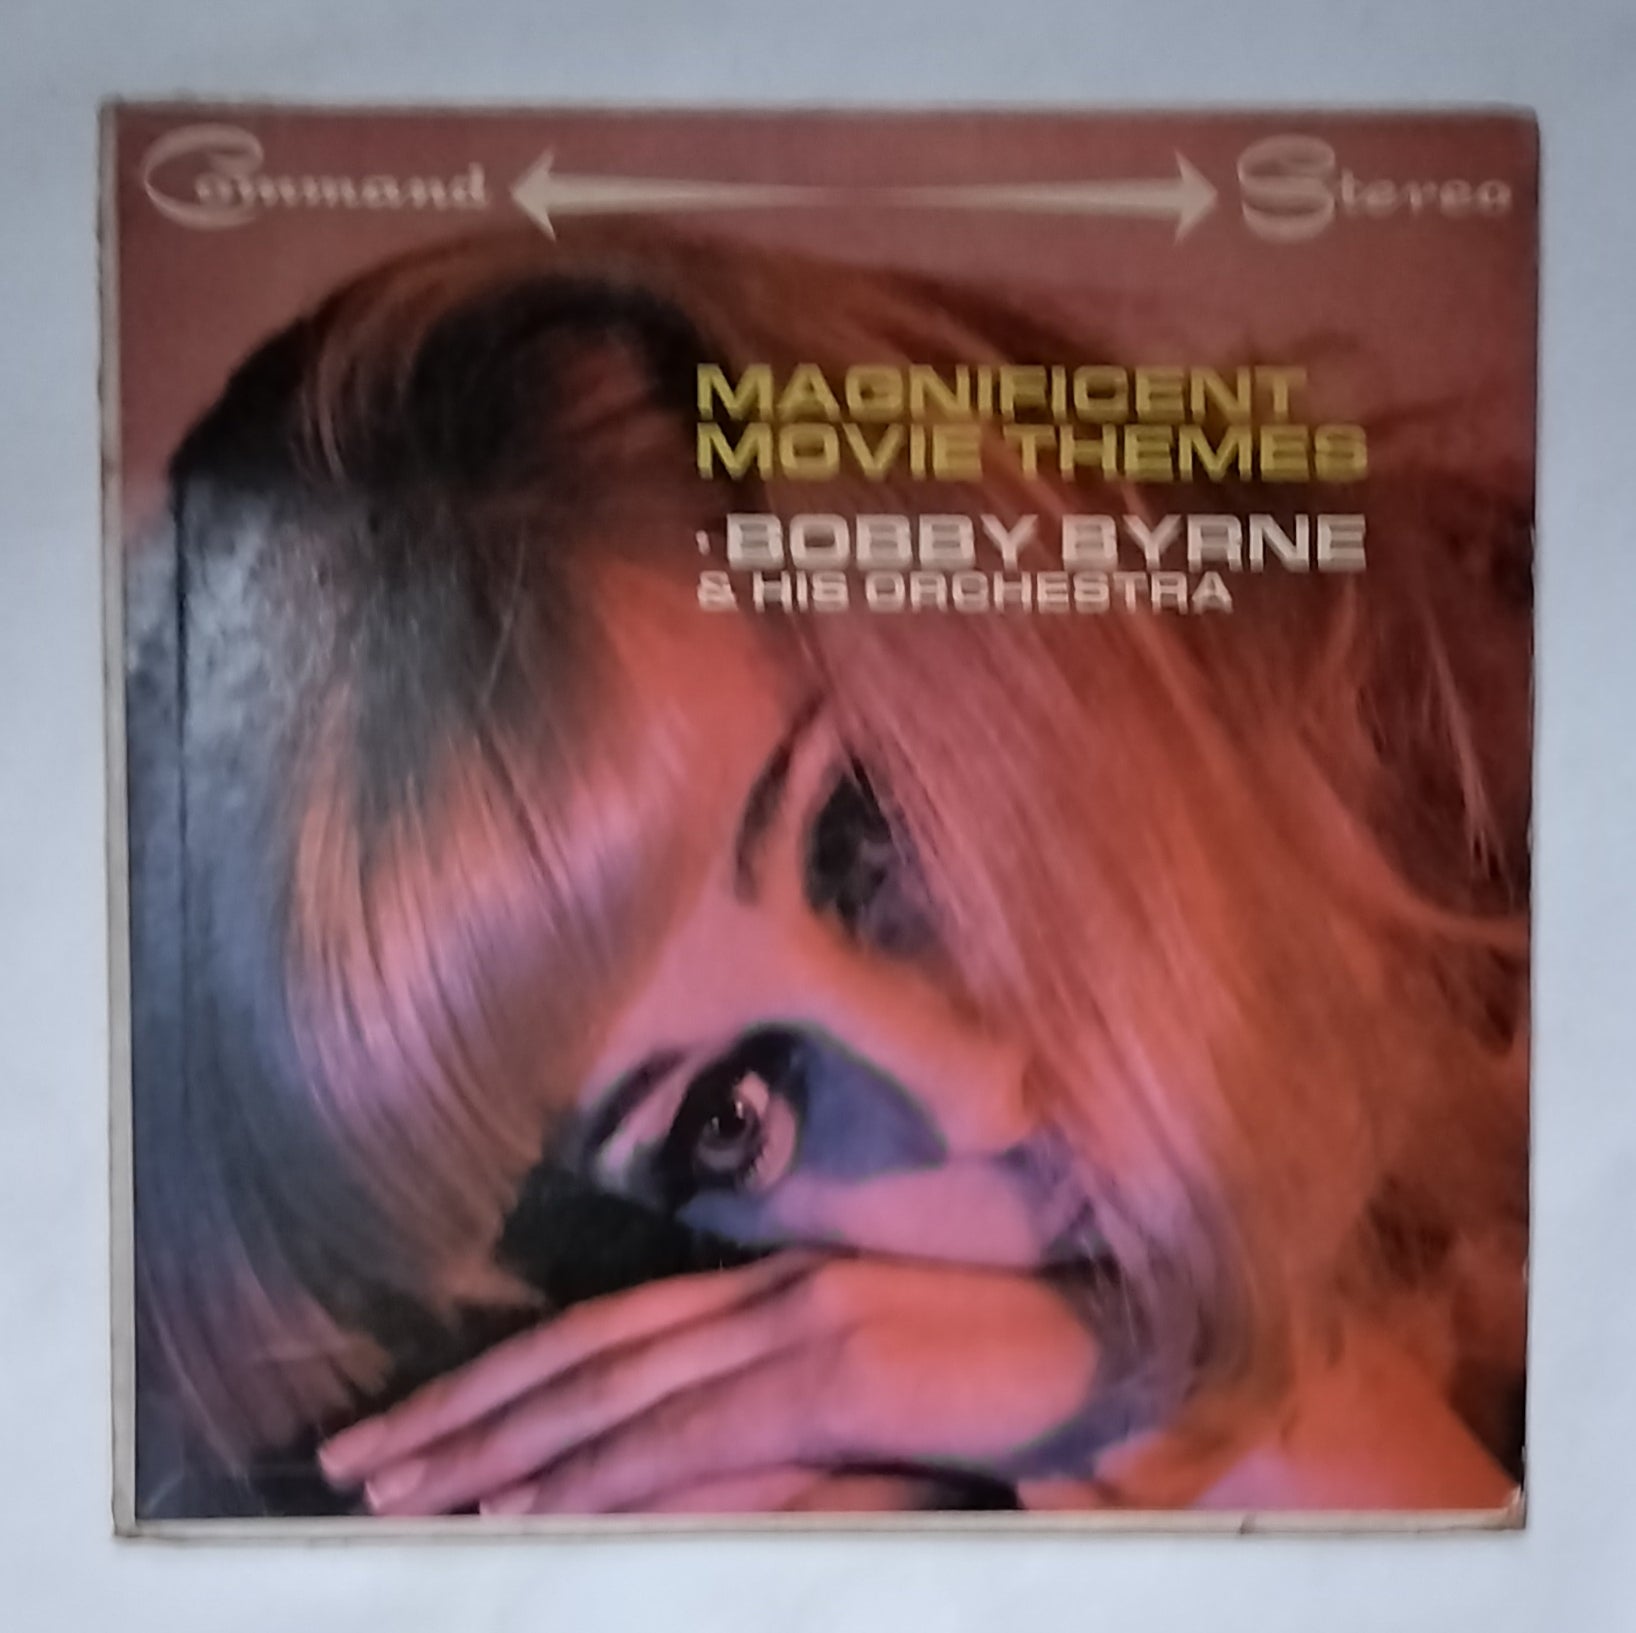 Command Stereo
MAGNIFICENT
MOVIE THEMES
BOBBY BYRNE
& HIS ORCHESTRA